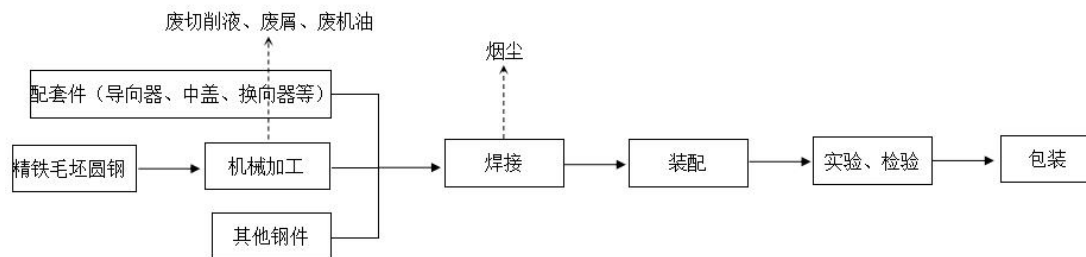 废切削液、废屑、废机油
烟尘
配套件（导向器、中盖、换向器等）
精铁毛坯圆钢
机械加工
焊接
装配
实验、检验
包装
其他钢件